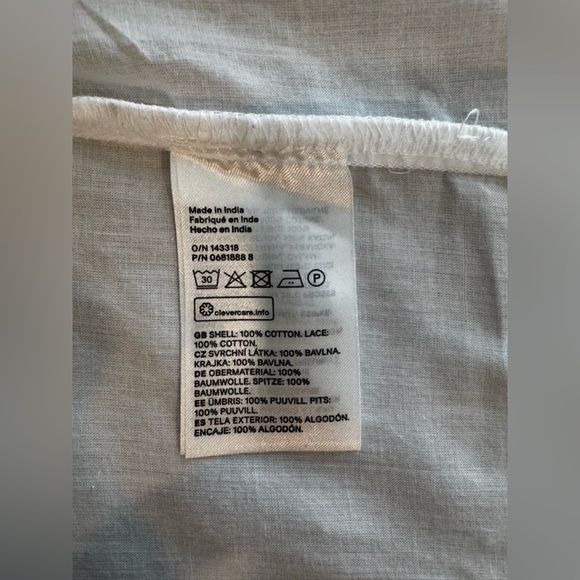 Made in India
Fabriqué en Inde
Hecho en India
O/N 143318
P/N 0681888 8
30
P
clevercare.info
GB SHELL: 100% COTTON. LACE:
100% COTTON.
CZ SVRCHNÍ LÁTKA: 100% BAVLNA.
KRAJKA: 100% BAVLNA.
DE OBERMATERIAL: 100%
BAUMWOLLE. SPITZE: 100%
BAUMWOLLE.
EE ÜMBRIS: 100% PUUVILL. PITS:
100% PUUVILL.
ES TELA EXTERIOR: 100% ALGODÓN.
ENCAJE: 100% ALGODÓN.